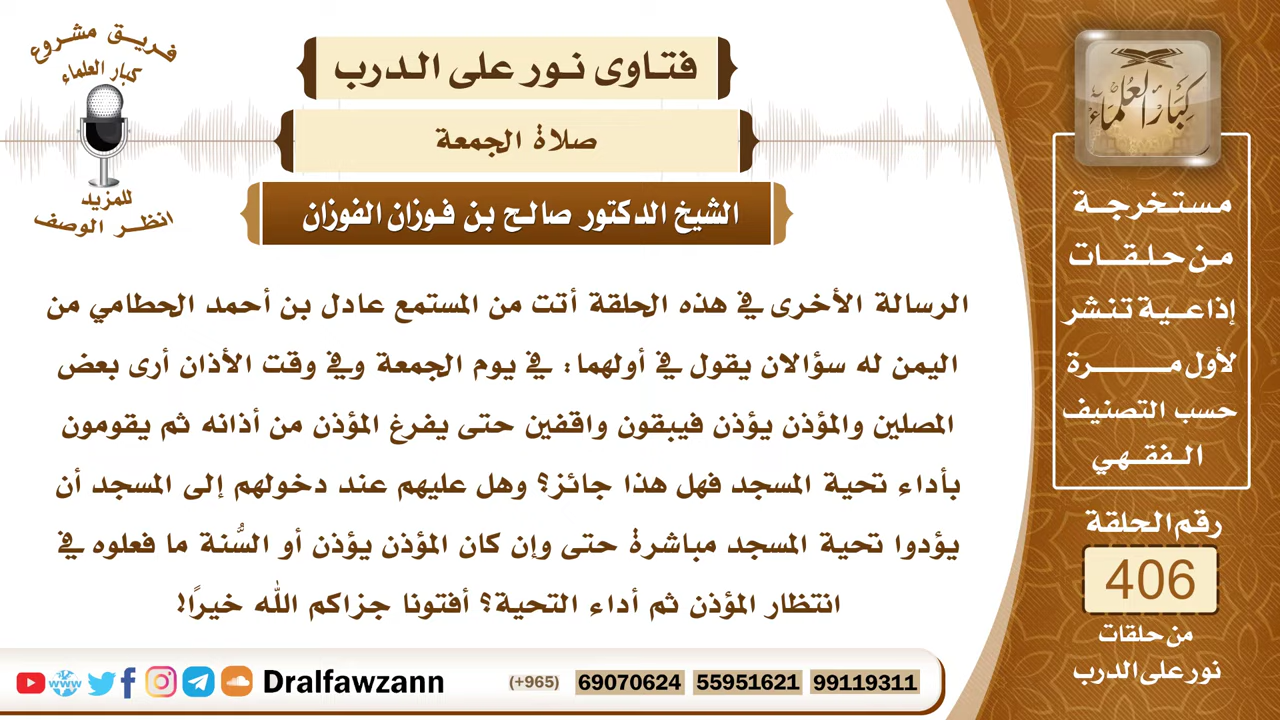 فريق مشروع
كبار العلماء
للمزيد
انظر الوصف
فتاوى نور على الدرب
صلاة الجمعة
الشيخ الدكتور صالح بن فوزان الفوزان
الرسالة الأخرى في هذه الحلقة أتت من المستمع عادل بن أحمد الحطامي من
اليمن له سؤالان يقول في أولهما: في يوم الجمعة وفي وقت الأذان أرى بعض
المصلين والمؤذن يؤذن فيبقون واقفين حتى يفرغ المؤذن من أذانه ثم يقومون
بأداء تحية المسجد فهل هذا جائز؟ وهل عليهم عند دخولهم إلى المسجد أن
يؤدوا تحية المسجد مباشرة حتى وإن كان المؤذن يؤذن أو السُّنة ما فعلوه في
انتظار المؤذن ثم أداء التحية؟ أفتونا جزاكم الله خيرًا!
كبار العلماء
مستخرجة
من حلقات
إذاعية تنشر
لأول مرة
حسب التصنيف
الفقهي
رقم الحلقة
406
من حلقات
نور على الدرب
www
Dralfawzann
(+965) 69070624 55951621 99119311